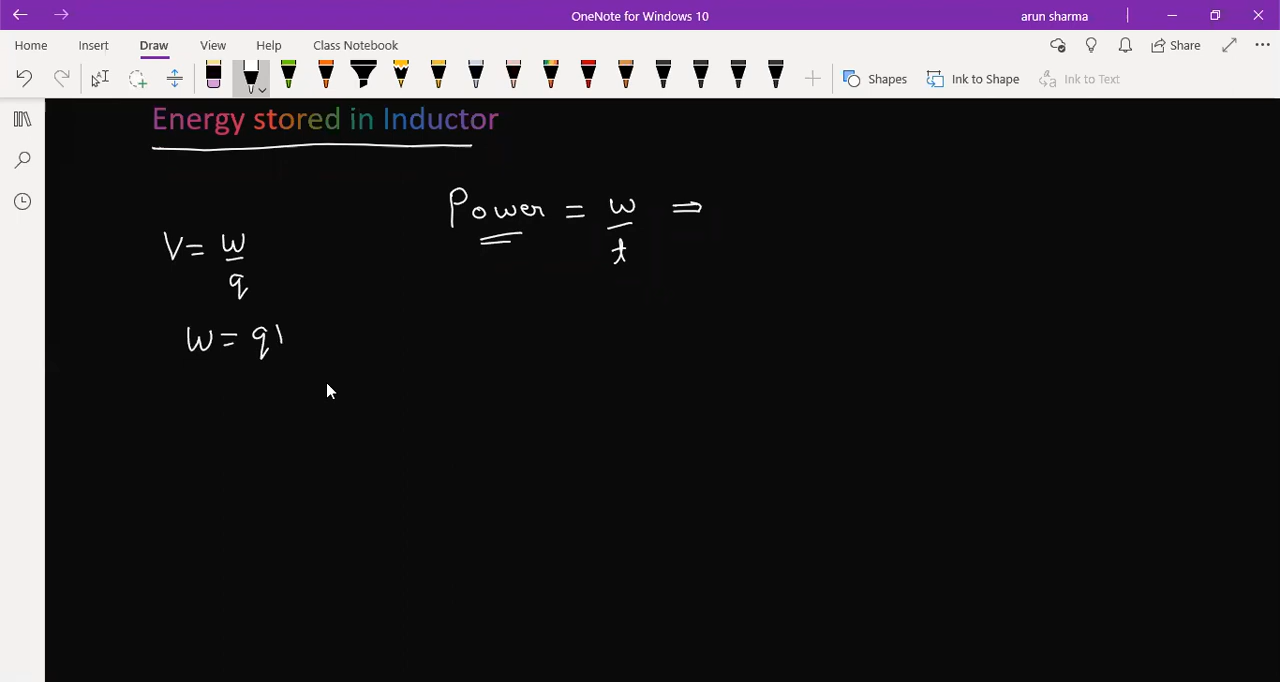 OneNote for Windows 10
arun sharma
Home Insert Draw View Help Class Notebook Share
Shapes Ink to Shape Ink to Text
Energy stored in Inductor
Power = w/t ⇒
V = w/q
w = q